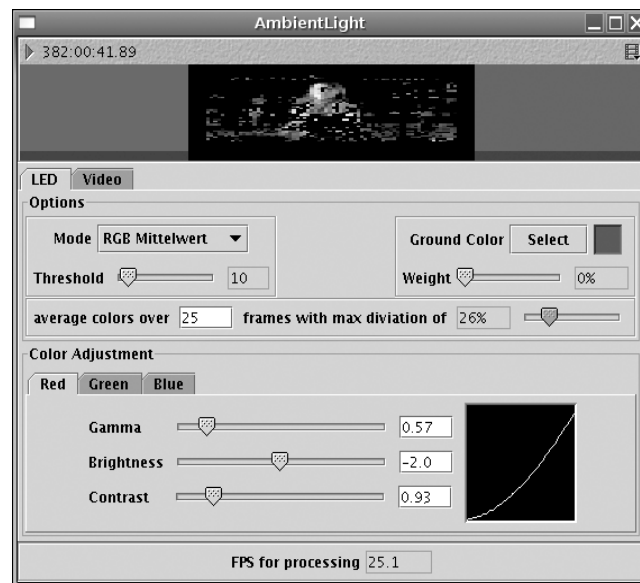 AmbientLight
382:00:41.89
LED Video
Options
Mode RGB Mittelwert
Threshold 10
Ground Color Select
Weight 0%
average colors over 25 frames with max diviation of 26%
Color Adjustment
Red Green Blue
Gamma 0.57
Brightness -2.0
Contrast 0.93
FPS for processing 25.1